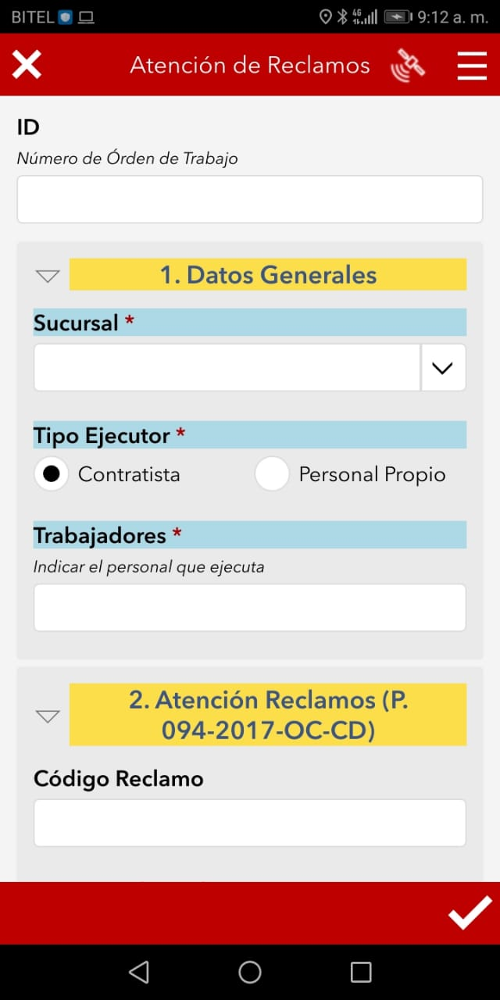 BITEL 4G 9:12 a. m.
Atención de Reclamos
ID
Número de Órden de Trabajo
1. Datos Generales
Sucursal *
Tipo Ejecutor *
Contratista Personal Propio
Trabajadores *
Indicar el personal que ejecuta
2. Atención Reclamos (P.
094-2017-OC-CD)
Código Reclamo